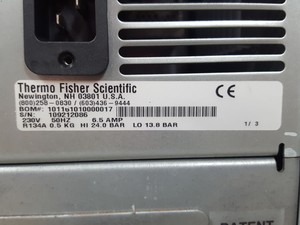 Thermo Fisher Scientific
Newington, NH 03801 U.S.A.
(800)258-0830 / (603)436-9444
BOM#: 1011s1010000017
S/N: 109212086
230V 50HZ 6.5 AMP
R134A 0.5 KG HI 24.0 BAR LO 13.8 BAR
CE
1/ 3
PATENT